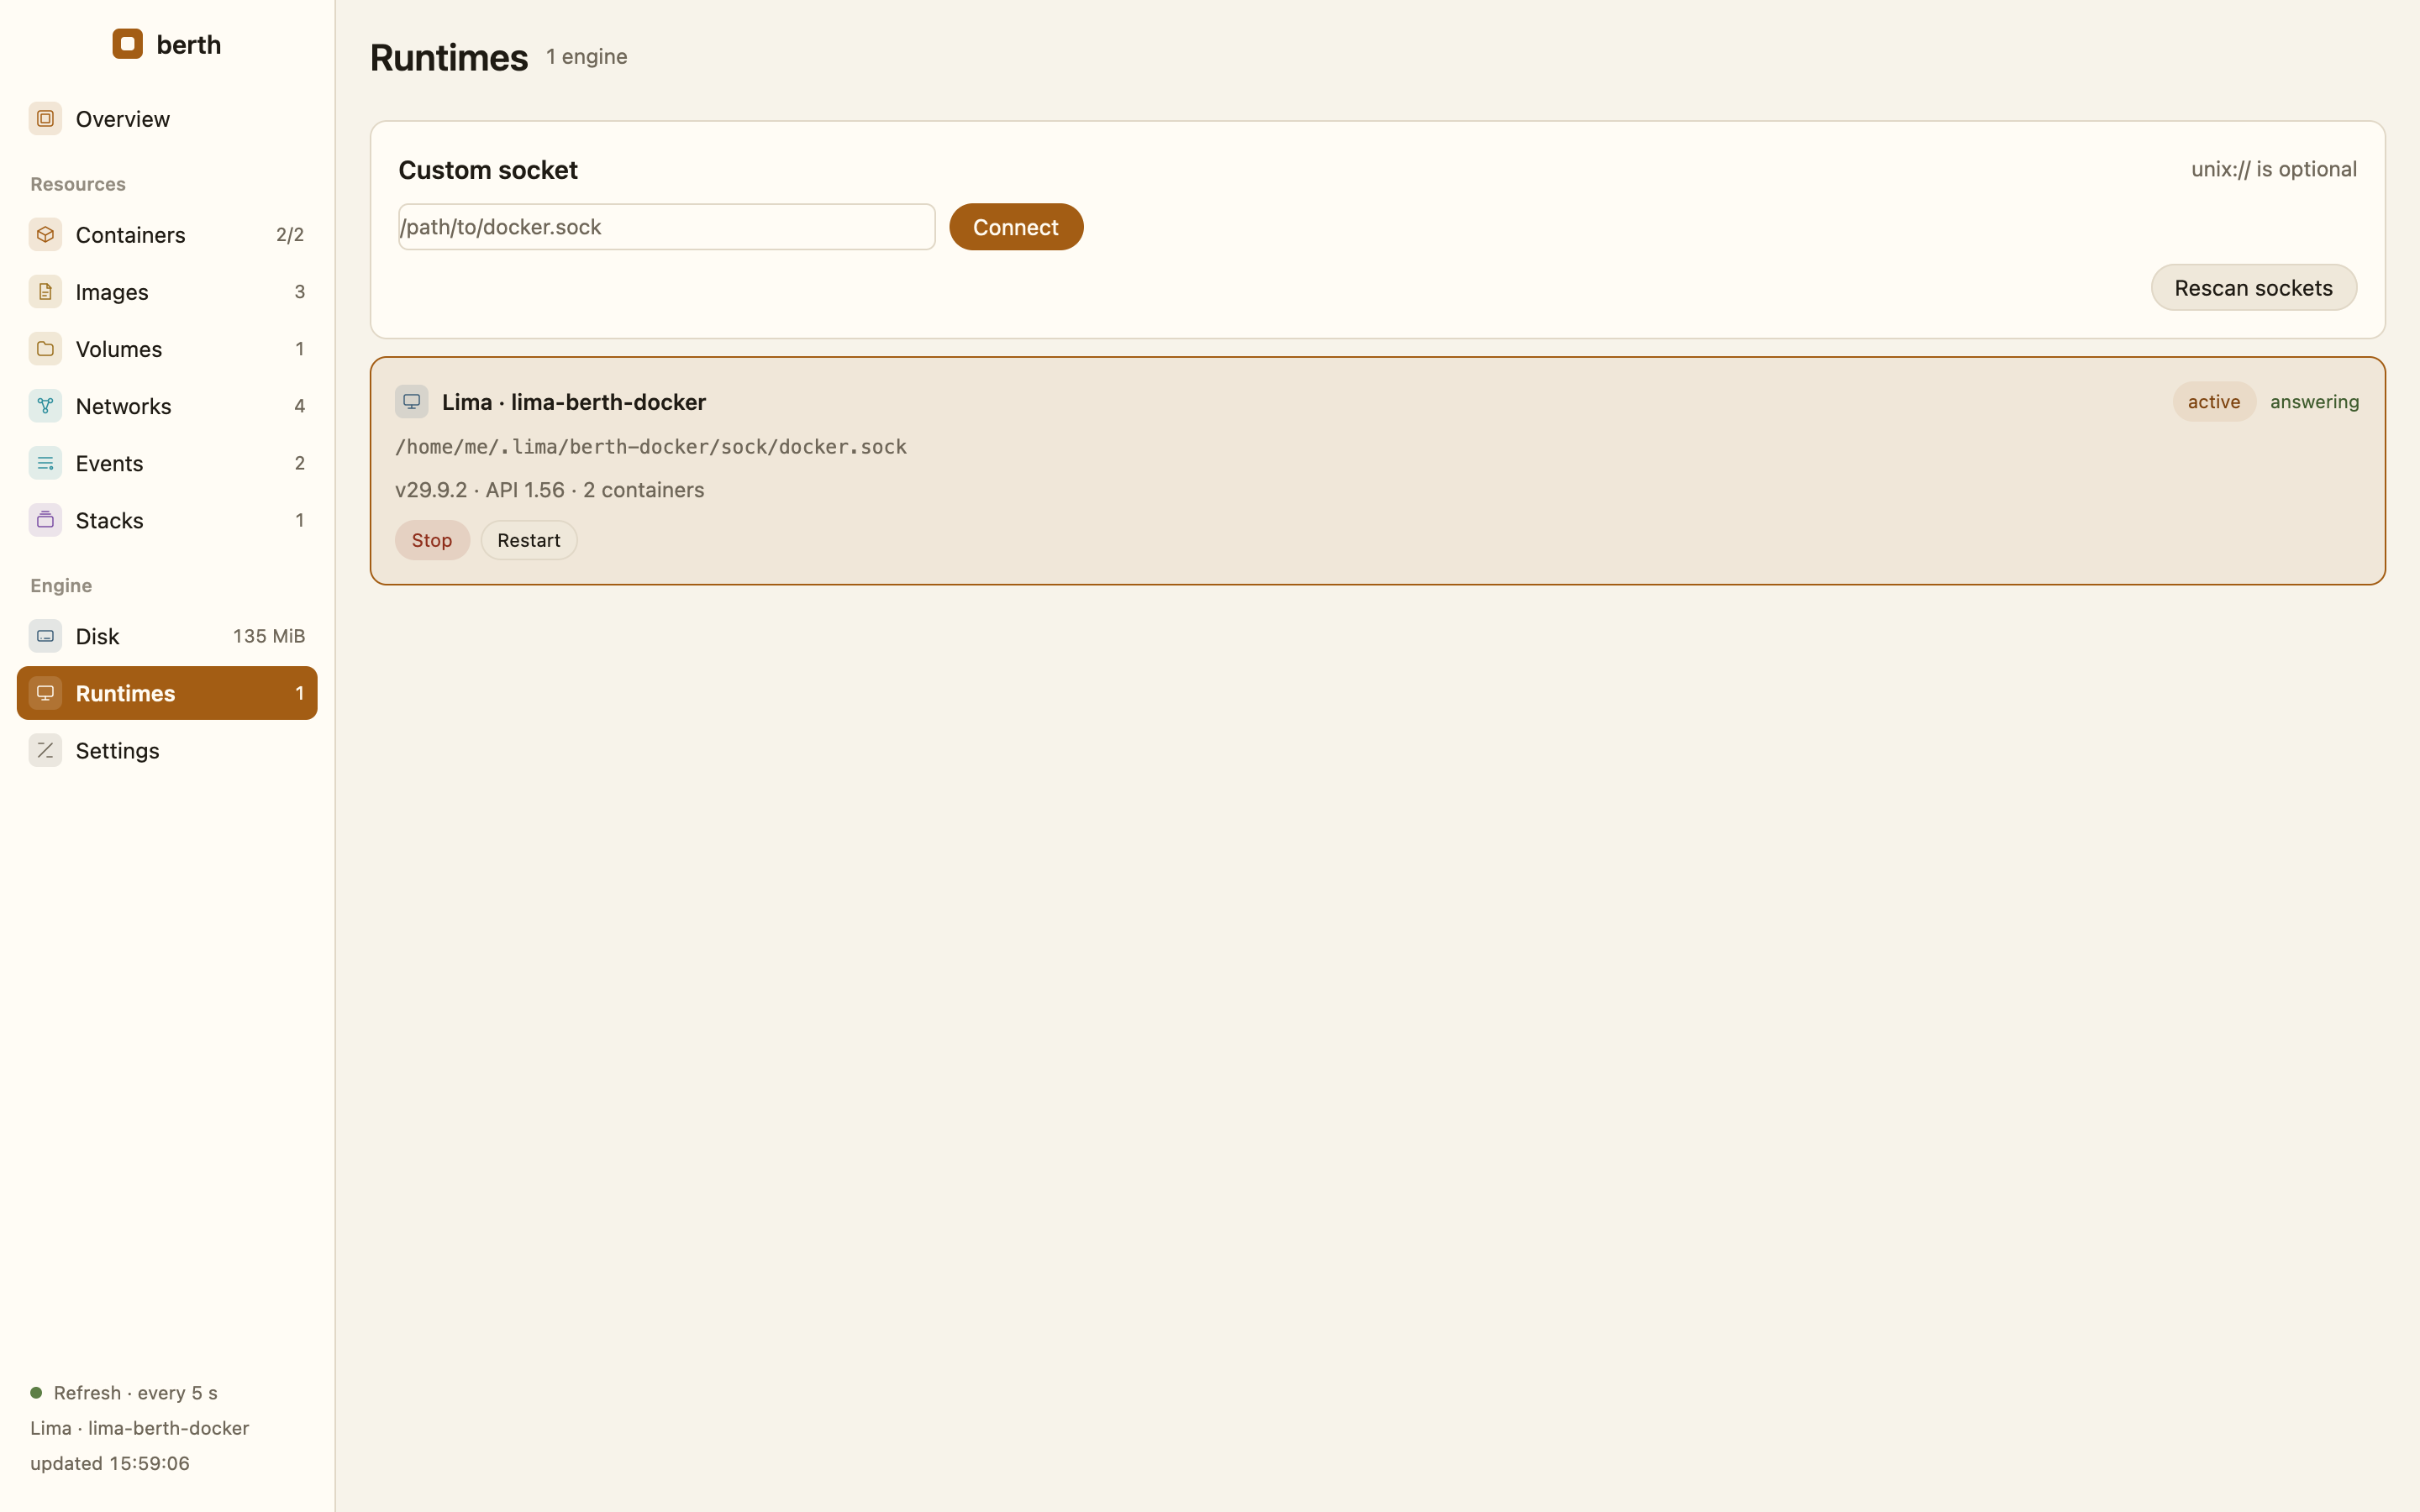 berth
Overview
Resources
Containers 2/2
Images 3
Volumes 1
Networks 4
Events 2
Stacks 1
Engine
Disk 135 MiB
Runtimes 1
Settings
Refresh · every 5 s
Lima · lima-berth-docker
updated 15:59:06
Runtimes 1 engine
Custom socket unix:// is optional
/path/to/docker.sock Connect
Rescan sockets
Lima · lima-berth-docker active answering
/home/me/.lima/berth-docker/sock/docker.sock
v29.9.2 · API 1.56 · 2 containers
Stop Restart